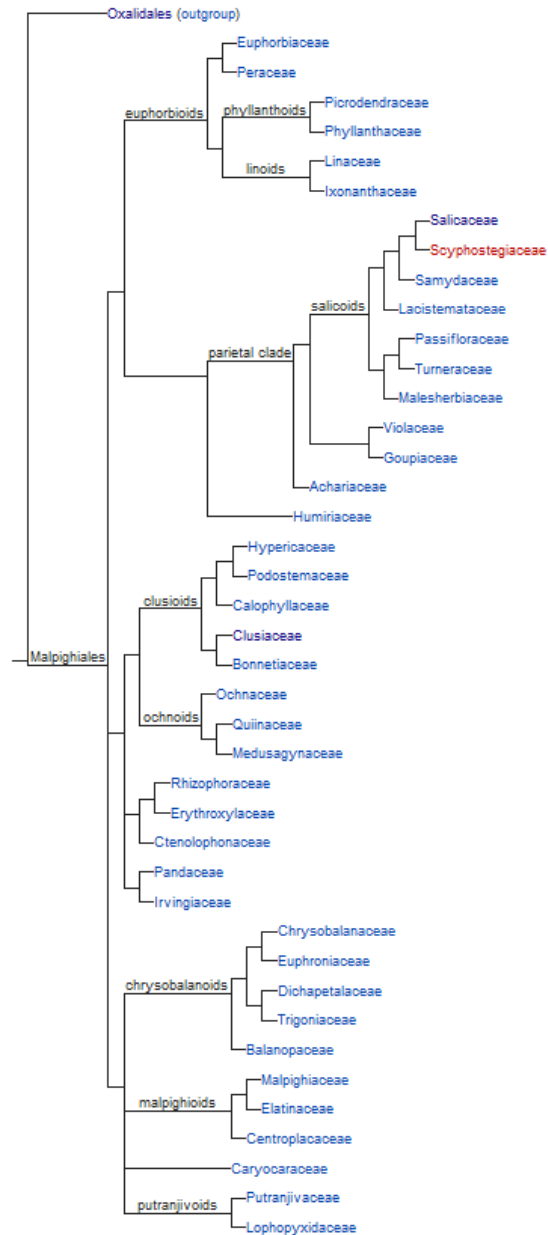 Oxalidales (outgroup)
Euphorbiaceae
Peraceae
euphorbioids
phyllanthoids
Picrodendraceae
Phyllanthaceae
linoids
Linaceae
Ixonanthaceae
Salicaceae
Scyphostegiaceae
Samydaceae
salicoids
Lacistemataceae
Passifloraceae
parietal clade
Turneraceae
Malesherbiaceae
Violaceae
Goupiaceae
Achariaceae
Humiriaceae
Hypericaceae
Podostemaceae
clusioids
Calophyllaceae
Clusiaceae
Malpighiales
Bonnetiaceae
Ochnaceae
ochnoids
Quiinaceae
Medusagynaceae
Rhizophoraceae
Erythroxylaceae
Ctenolophonaceae
Pandaceae
Irvingiaceae
Chrysobalanaceae
Euphroniaceae
chrysobalanoids
Dichapetalaceae
Trigoniaceae
Balanopaceae
Malpighiaceae
malpighioids
Elatinaceae
Centroplacaceae
Caryocaraceae
Putranjivaceae
putranjivoids
Lophopyxidaceae